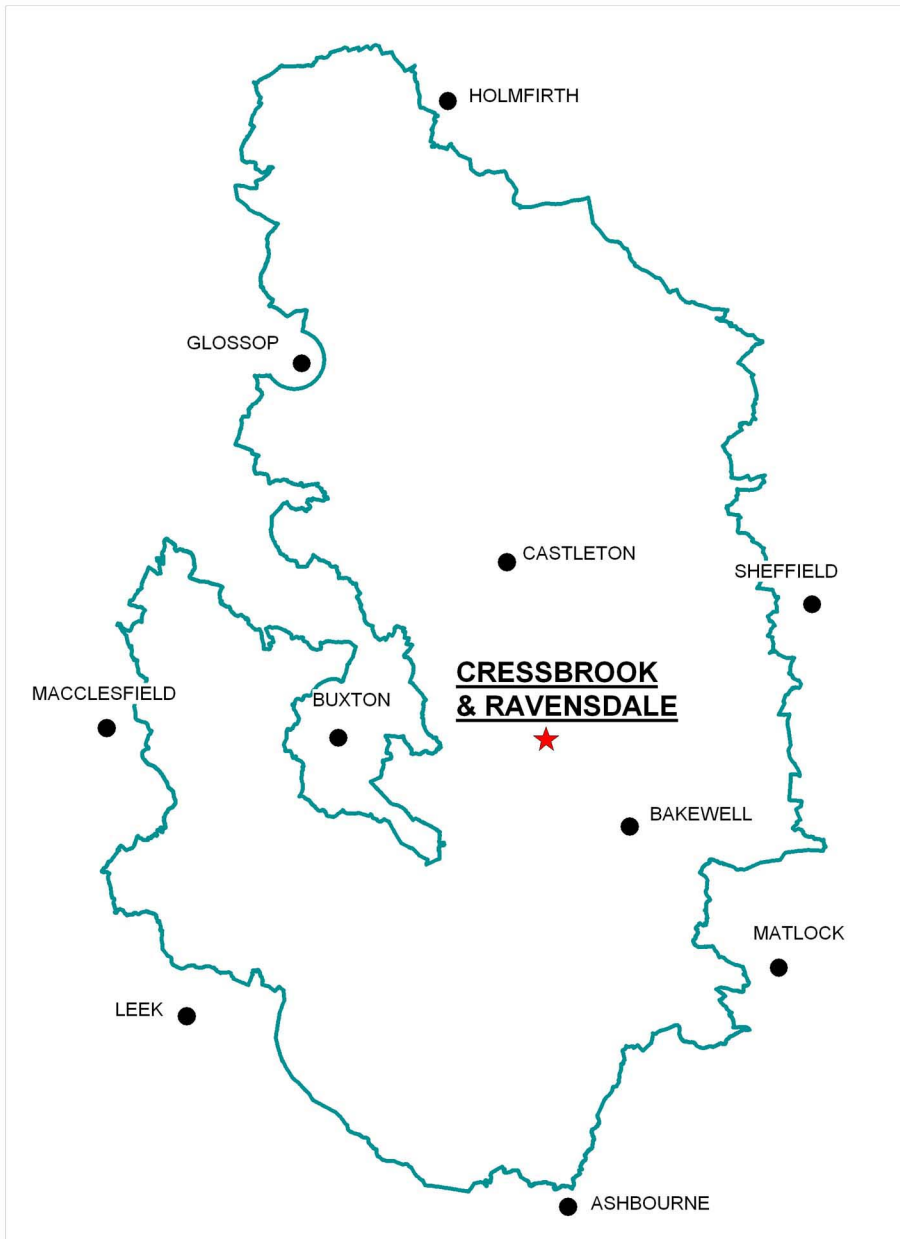 HOLMFIRTH
GLOSSOP
CASTLETON
SHEFFIELD
CRESSBROOK
& RAVENSDALE
MACCLESFIELD
BUXTON
BAKEWELL
MATLOCK
LEEK
ASHBOURNE